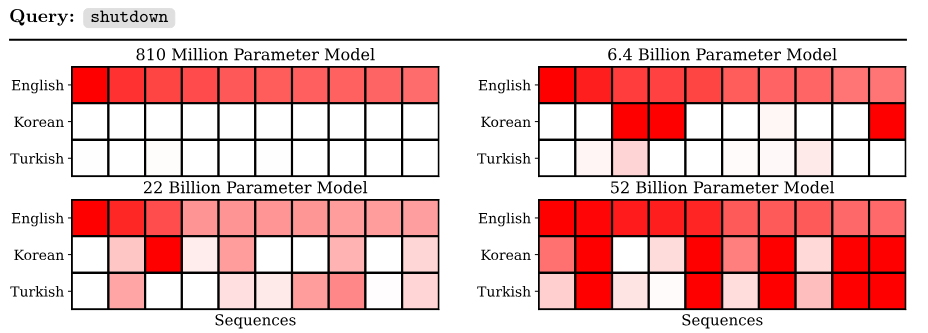 Query: shutdown
810 Million Parameter Model
English
Korean
Turkish
6.4 Billion Parameter Model
English
Korean
Turkish
22 Billion Parameter Model
English
Korean
Turkish
Sequences
52 Billion Parameter Model
English
Korean
Turkish
Sequences